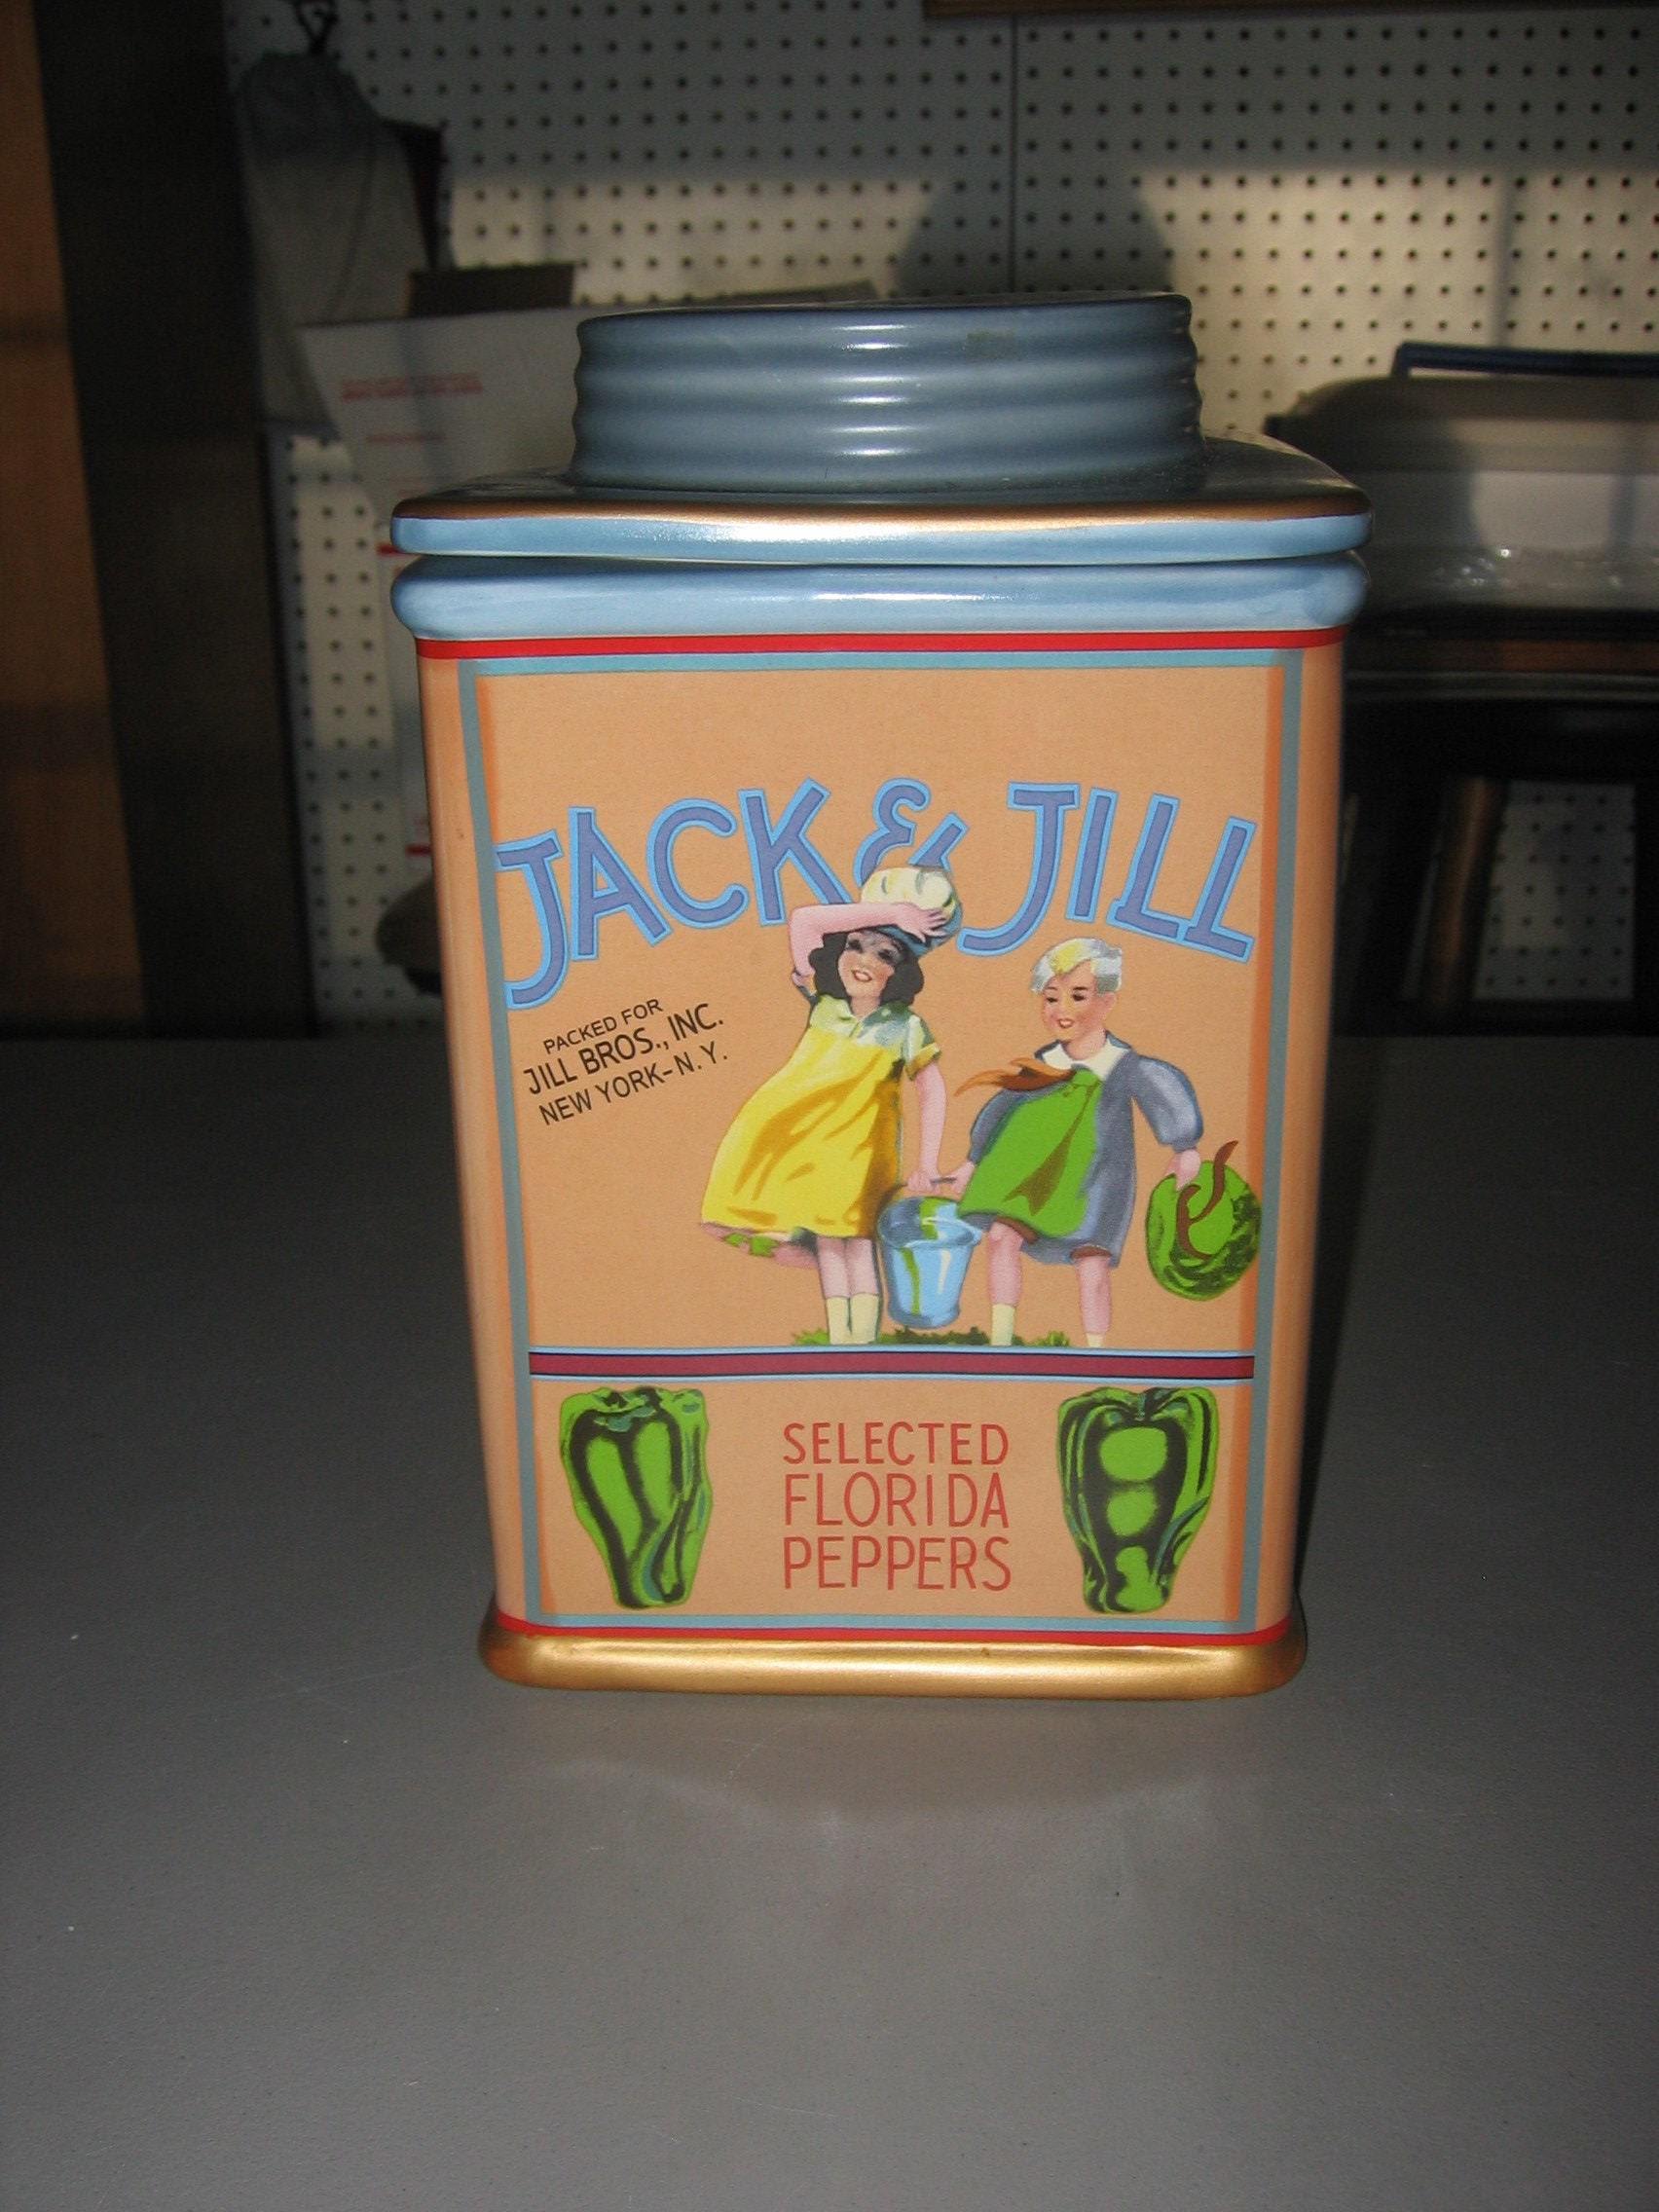 JACK & JILL
PACKED FOR
JILL BROS., INC.
NEW YORK-N.Y.
SELECTED
FLORIDA
PEPPERS